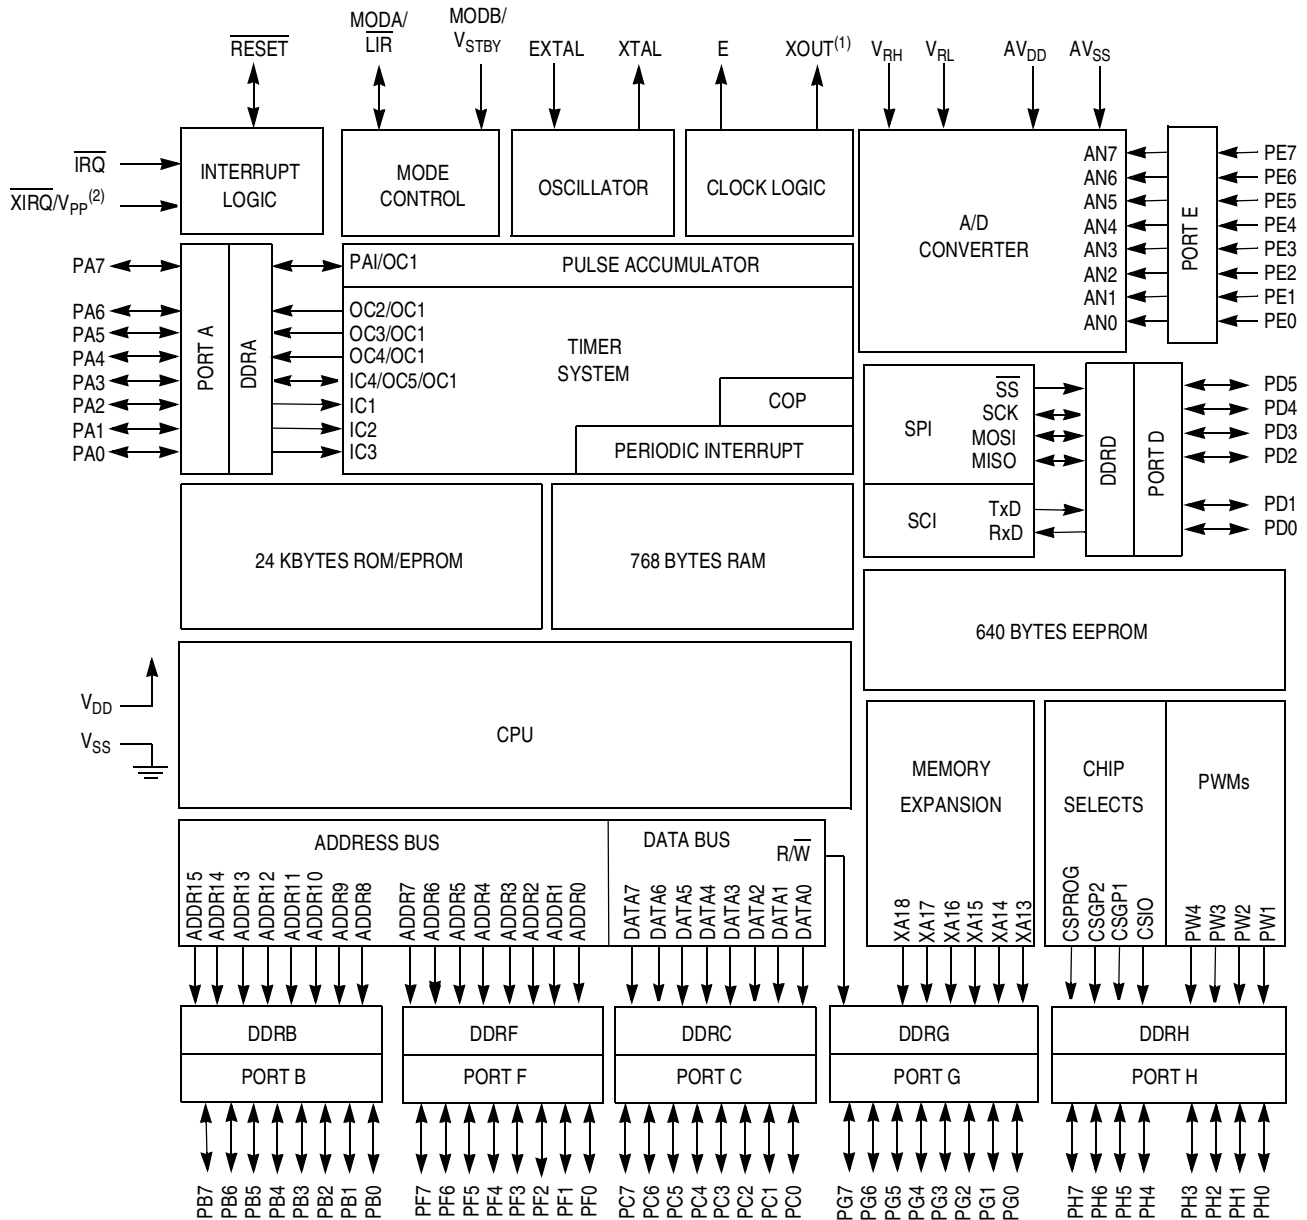 RESET
MODA/
LIR
MODB/
VSTBY
EXTAL
XTAL
E
XOUT(1)
VRH
VRL
AVDD
AVSS
IRQ
XIRQ/VPP(2)
INTERRUPT
LOGIC
MODE
CONTROL
OSCILLATOR
CLOCK LOGIC
A/D
CONVERTER
AN7
AN6
AN5
AN4
AN3
AN2
AN1
AN0
PORT E
PE7
PE6
PE5
PE4
PE3
PE2
PE1
PE0
PA7
PA6
PA5
PA4
PA3
PA2
PA1
PA0
PORT A
DDRA
PAI/OC1
PULSE ACCUMULATOR
OC2/OC1
OC3/OC1
OC4/OC1
IC4/OC5/OC1
IC1
IC2
IC3
TIMER
SYSTEM
COP
PERIODIC INTERRUPT
SPI
SS
SCK
MOSI
MISO
SCI
TxD
RxD
DDRD
PORT D
PD5
PD4
PD3
PD2
PD1
PD0
24 KBYTES ROM/EPROM
768 BYTES RAM
640 BYTES EEPROM
VDD
VSS
CPU
MEMORY
EXPANSION
CHIP
SELECTS
PWMs
ADDRESS BUS
DATA BUS
R/W
ADDR15
ADDR14
ADDR13
ADDR12
ADDR11
ADDR10
ADDR9
ADDR8
ADDR7
ADDR6
ADDR5
ADDR4
ADDR3
ADDR2
ADDR1
ADDR0
DATA7
DATA6
DATA5
DATA4
DATA3
DATA2
DATA1
DATA0
XA18
XA17
XA16
XA15
XA14
XA13
CSPROG
CSGP2
CSGP1
CSIO
PW4
PW3
PW2
PW1
DDRB
PORT B
DDRF
PORT F
DDRC
PORT C
DDRG
PORT G
DDRH
PORT H
PB7
PB6
PB5
PB4
PB3
PB2
PB1
PB0
PF7
PF6
PF5
PF4
PF3
PF2
PF1
PF0
PC7
PC6
PC5
PC4
PC3
PC2
PC1
PC0
PG7
PG6
PG5
PG4
PG3
PG2
PG1
PG0
PH7
PH6
PH5
PH4
PH3
PH2
PH1
PH0